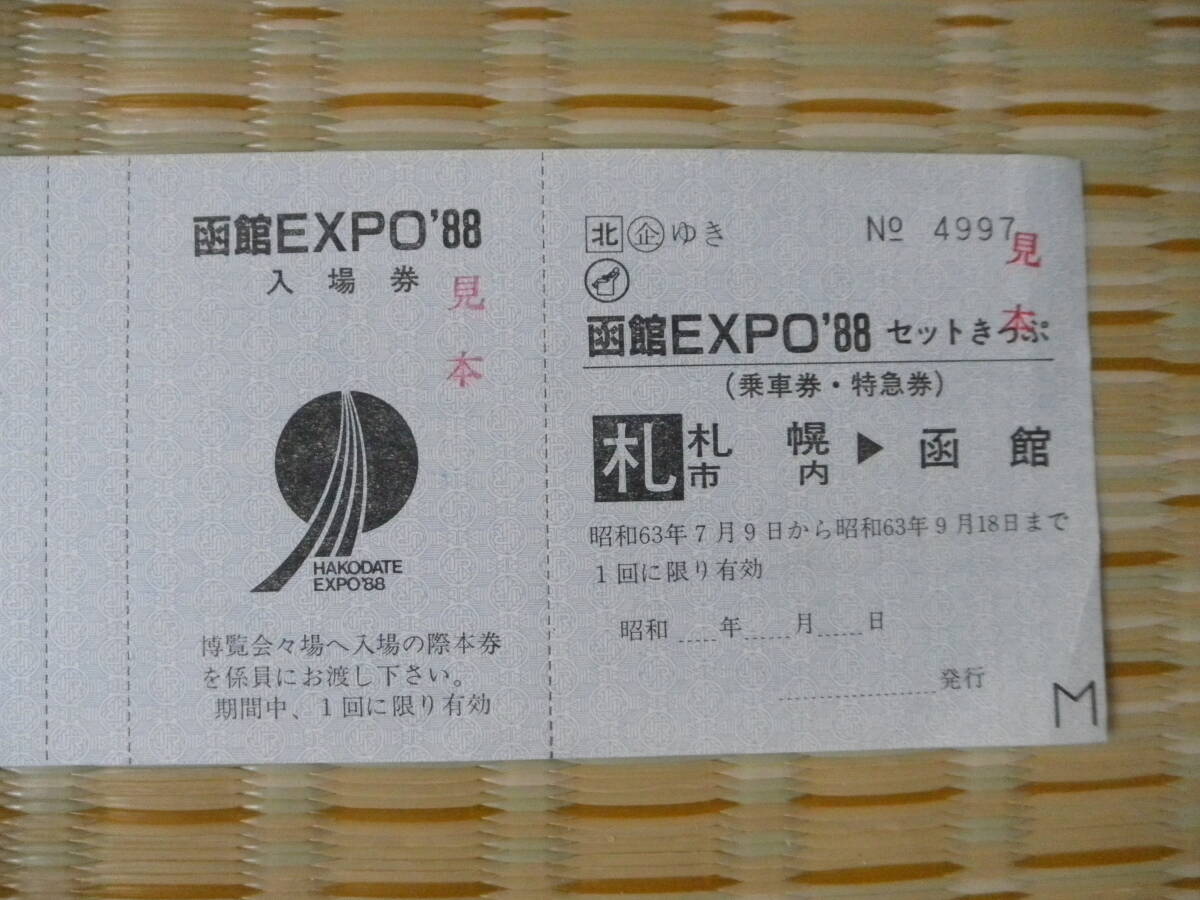 函館EXPO'88
入場券
見本
HAKODATE
EXPO'88
博覧会々場へ入場の際本券
を係員にお渡し下さい。
期間中、1回に限り有効
北 企 ゆき
№ 4997
見本
函館EXPO'88 セットきっぷ
(乗車券・特急券)
札 札幌市内 ▶ 函館
昭和63年7月9日から昭和63年9月18日まで
1回に限り有効
昭和 年 月 日
発行
M